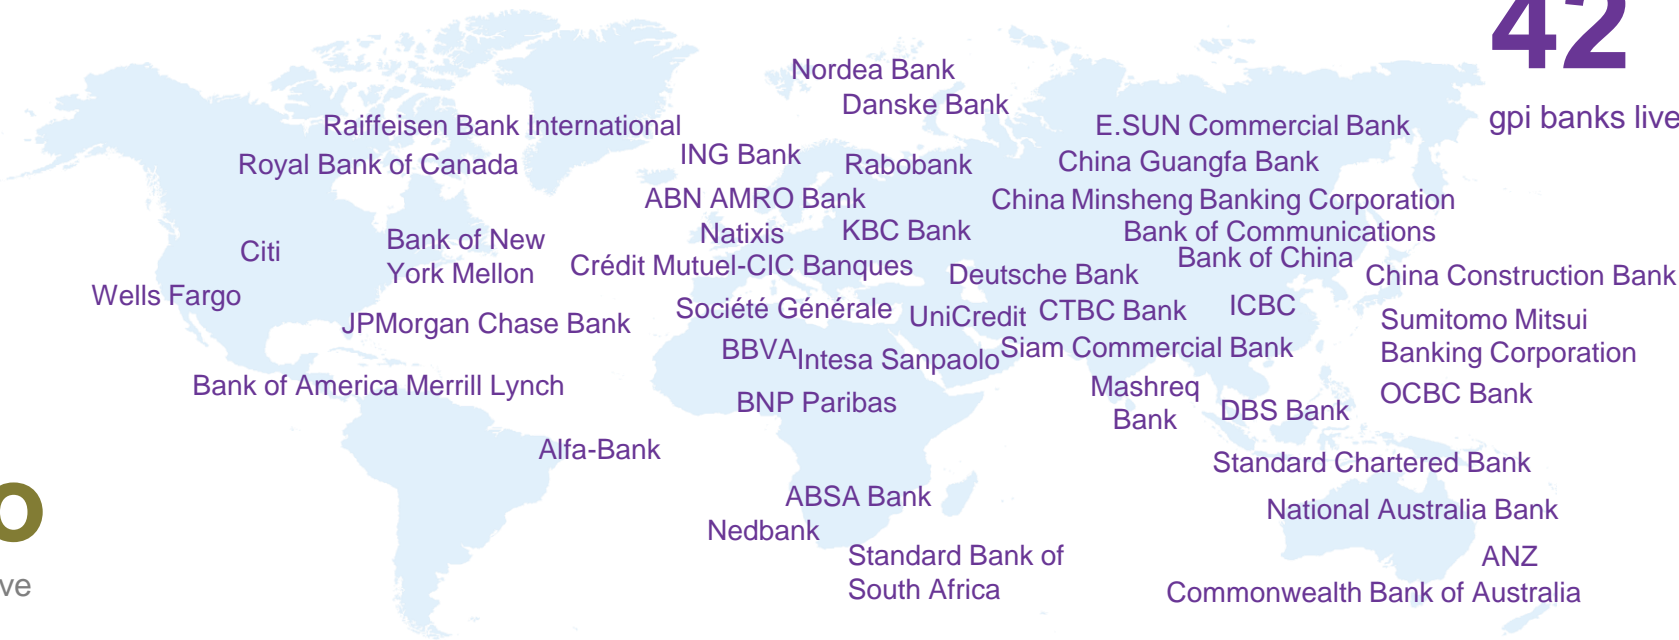 42
gpi banks live
Nordea Bank
Danske Bank
Raiffeisen Bank International
E.SUN Commercial Bank
Royal Bank of Canada
ING Bank
Rabobank
China Guangfa Bank
ABN AMRO Bank
China Minsheng Banking Corporation
Natixis
KBC Bank
Bank of Communications
Citi
Bank of New
York Mellon
Crédit Mutuel-CIC Banques
Deutsche Bank
Bank of China
China Construction Bank
Wells Fargo
JPMorgan Chase Bank
Société Générale
UniCredit
CTBC Bank
ICBC
Sumitomo Mitsui
Banking Corporation
BBVA
Intesa Sanpaolo
Siam Commercial Bank
Bank of America Merrill Lynch
BNP Paribas
Mashreq
Bank
DBS Bank
OCBC Bank
Alfa-Bank
Standard Chartered Bank
ABSA Bank
National Australia Bank
Nedbank
Standard Bank of
South Africa
ANZ
Commonwealth Bank of Australia